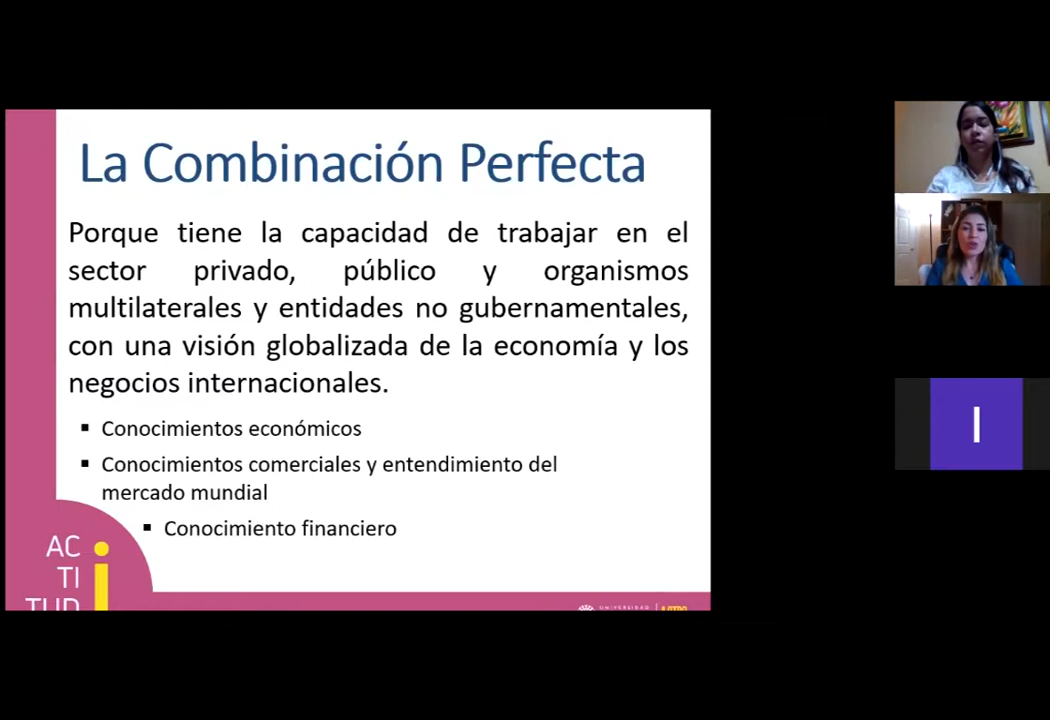 La Combinación Perfecta
Porque tiene la capacidad de trabajar en el
sector privado, público y organismos
multilaterales y entidades no gubernamentales,
con una visión globalizada de la economía y los
negocios internacionales.
▪ Conocimientos económicos
▪ Conocimientos comerciales y entendimiento del
mercado mundial
▪ Conocimiento financiero
AC
TI
TUD
i
UNIVERSIDAD
I